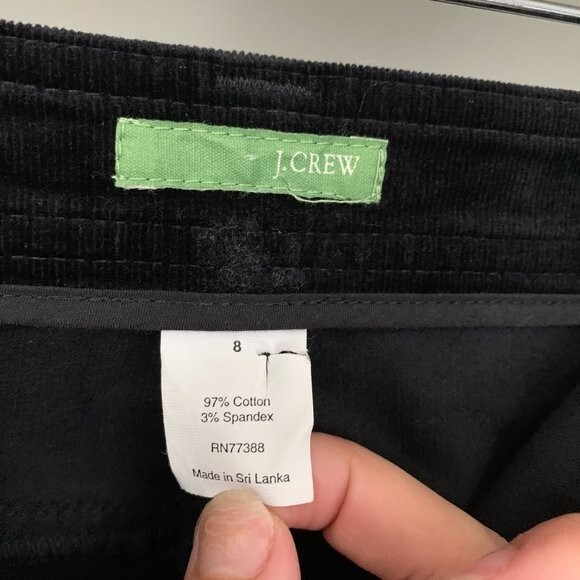 J.CREW
8
97% Cotton
3% Spandex
RN77388
Made in Sri Lanka